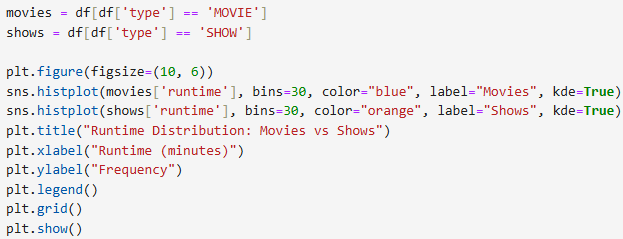 movies = df[df['type'] == 'MOVIE']
shows = df[df['type'] == 'SHOW']
plt.figure(figsize=(10, 6))
sns.histplot(movies['runtime'], bins=30, color="blue", label="Movies", kde=True)
sns.histplot(shows['runtime'], bins=30, color="orange", label="Shows", kde=True)
plt.title("Runtime Distribution: Movies vs Shows")
plt.xlabel("Runtime (minutes)")
plt.ylabel("Frequency")
plt.legend()
plt.grid()
plt.show()